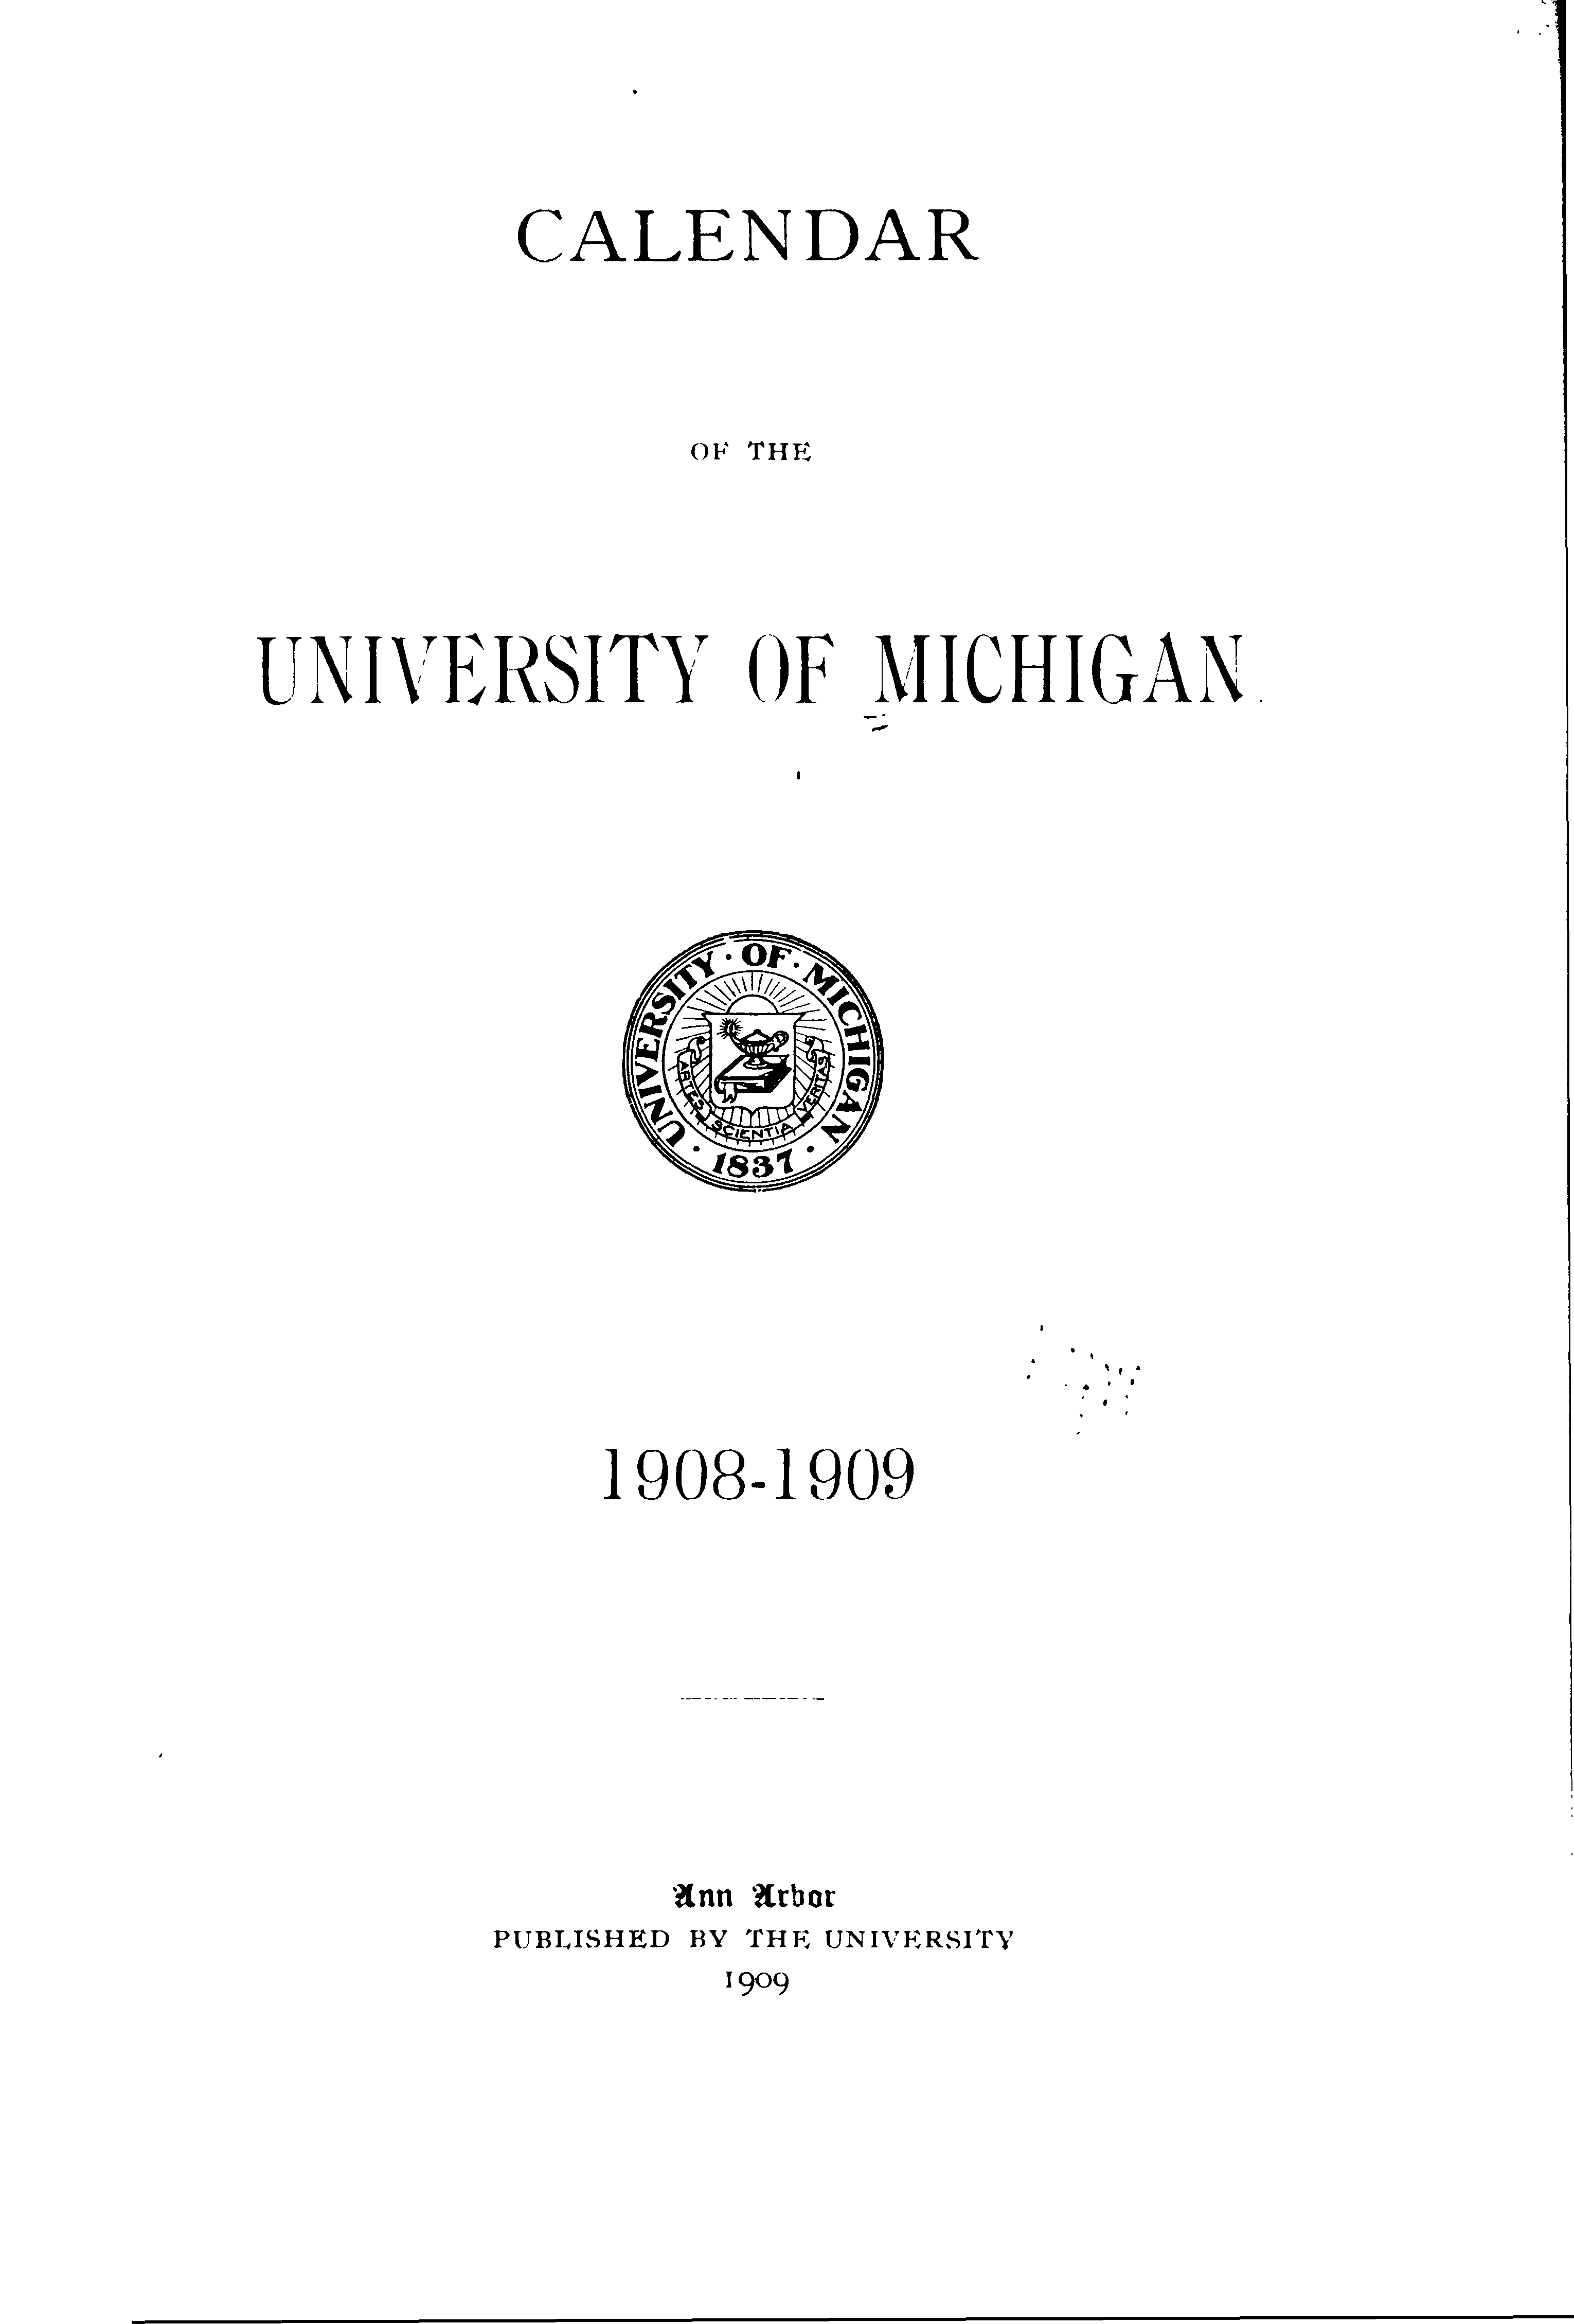 CALENDAR
OF THE
UNIVERSITY OF MICHIGAN
UNIVERSITY · OF · MICHIGAN
ARTES SCIENTIA VERITAS
· 1837 ·
1908-1909
Ann Arbor
PUBLISHED BY THE UNIVERSITY
1909